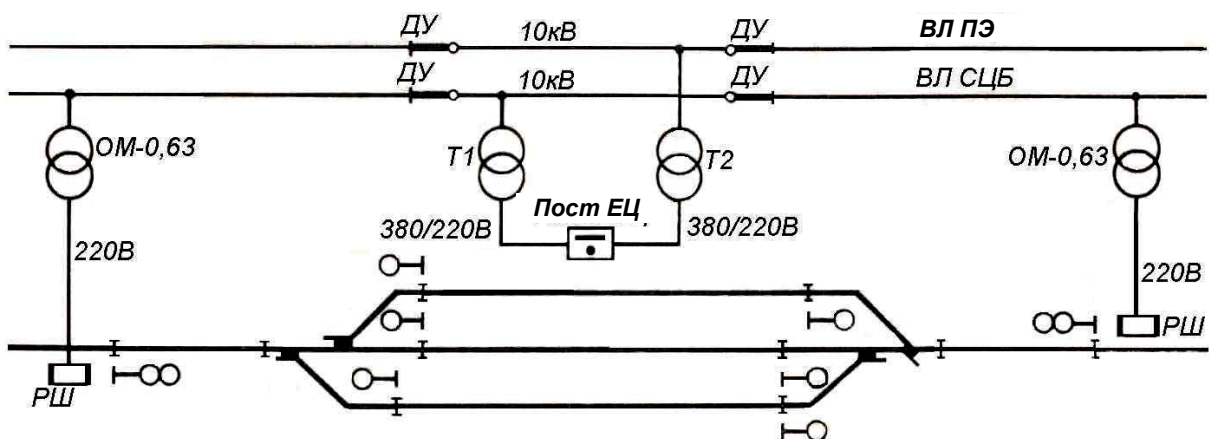 ДУ 10кВ ДУ ВЛ ПЭ
ДУ 10кВ ДУ ВЛ СЦБ
ОМ-0,63 Т1 Т2 ОМ-0,63
Пост ЕЦ
380/220В 380/220В
220В 220В
РШ
РШ